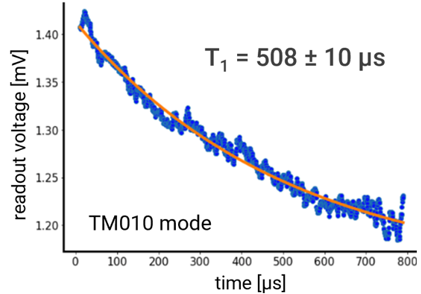 T1 = 508 ± 10 μs
readout voltage [mV]
1.40
1.35
1.30
1.25
1.20
TM010 mode
0 100 200 300 400 500 600 700 800
time [μs]